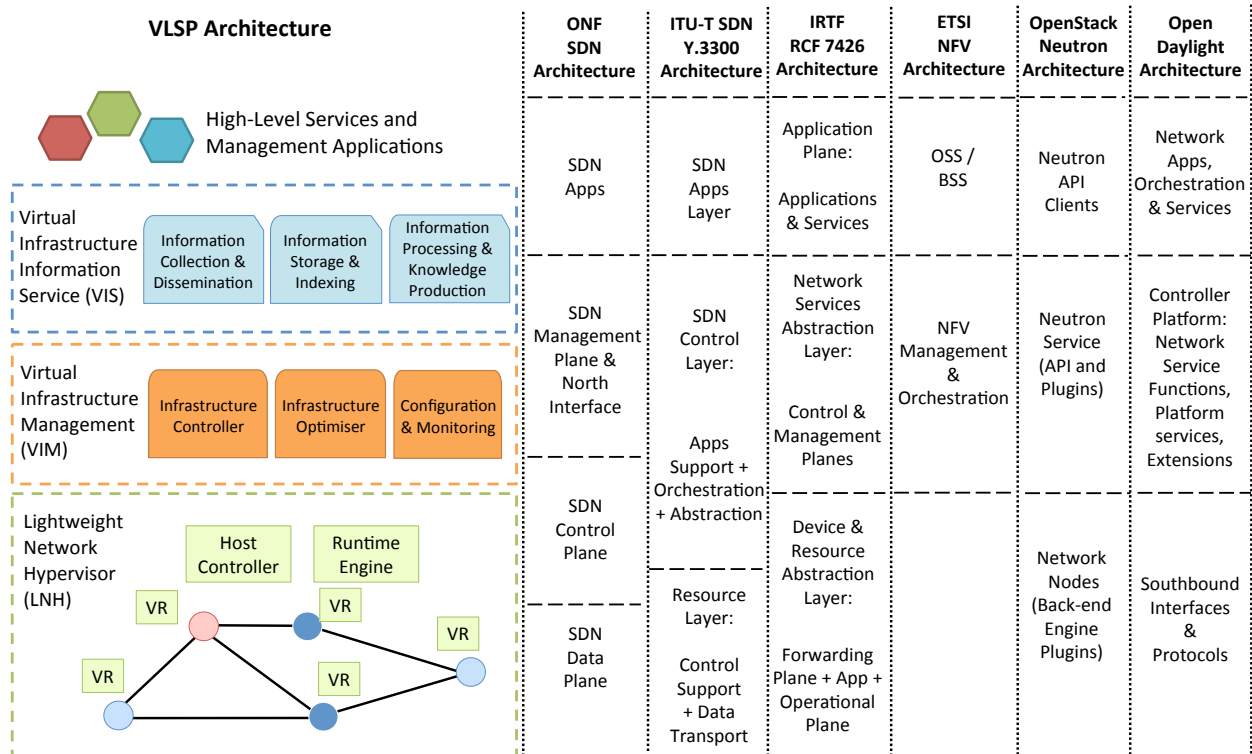 VLSP Architecture
High-Level Services and
Management Applications
Virtual
Infrastructure
Information
Service (VIS)
Information
Collection &
Dissemination
Information
Storage &
Indexing
Information
Processing &
Knowledge
Production
Virtual
Infrastructure
Management
(VIM)
Infrastructure
Controller
Infrastructure
Optimiser
Configuration
& Monitoring
Lightweight
Network
Hypervisor
(LNH)
Host
Controller
Runtime
Engine
VR
VR
VR
VR
VR
ONF
SDN
Architecture
SDN
Apps
SDN
Management
Plane &
North
Interface
SDN
Control
Plane
SDN
Data
Plane
ITU-T SDN
Y.3300
Architecture
SDN
Apps
Layer
SDN
Control
Layer:
Apps
Support +
Orchestration
+ Abstraction
Resource
Layer:
Control
Support
+ Data
Transport
IRTF
RCF 7426
Architecture
Application
Plane:
Applications
& Services
Network
Services
Abstraction
Layer:
Control &
Management
Planes
Device &
Resource
Abstraction
Layer:
Forwarding
Plane + App +
Operational
Plane
ETSI
NFV
Architecture
OSS /
BSS
NFV
Management
&
Orchestration
OpenStack
Neutron
Architecture
Neutron
API
Clients
Neutron
Service
(API and
Plugins)
Network
Nodes
(Back-end
Engine
Plugins)
Open
Daylight
Architecture
Network
Apps,
Orchestration
& Services
Controller
Platform:
Network
Service
Functions,
Platform
services,
Extensions
Southbound
Interfaces
&
Protocols